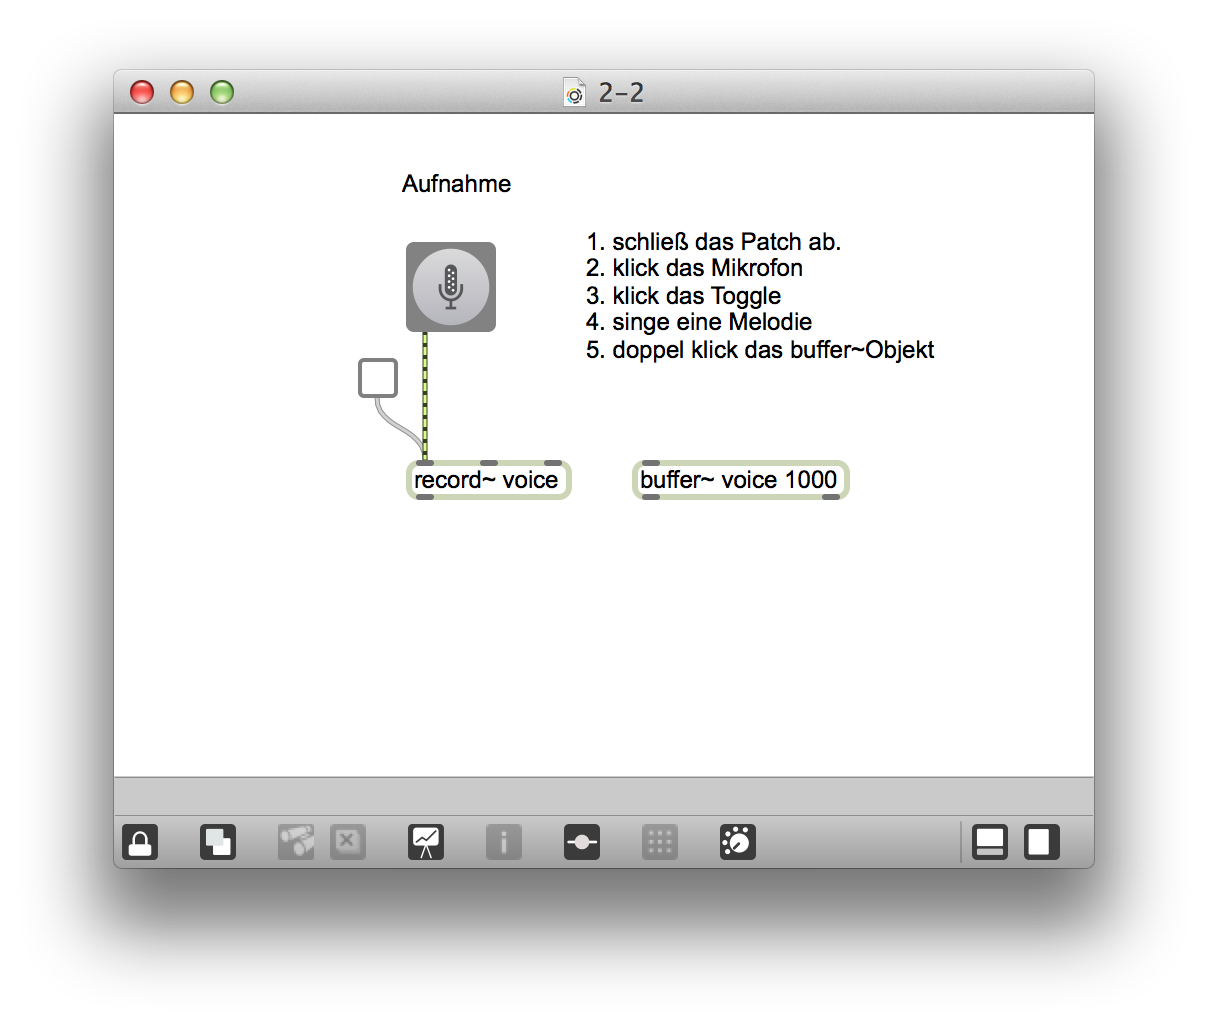 2-2
Aufnahme
1. schließ das Patch ab.
2. klick das Mikrofon
3. klick das Toggle
4. singe eine Melodie
5. doppel klick das buffer~Objekt
record~ voice
buffer~ voice 1000